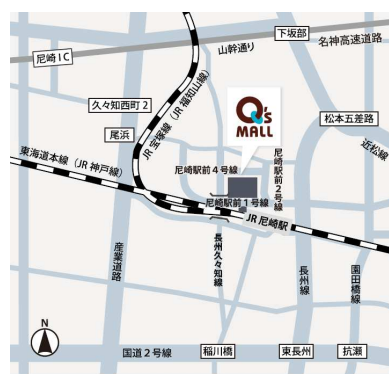 下坂部
名神高速道路
山幹通り
尼崎IC
Q's
MALL
久々知西町2
尾浜
JR宝塚線(JR福知山線)
松本五差路
近松線
東海道本線(JR神戸線)
尼崎駅前4号線
尼崎駅前2号線
尼崎駅前1号線
JR尼崎駅
産業道路
長州久々知線
長州線
園田橋線
N
国道2号線
稲川橋
東長州
杭瀬